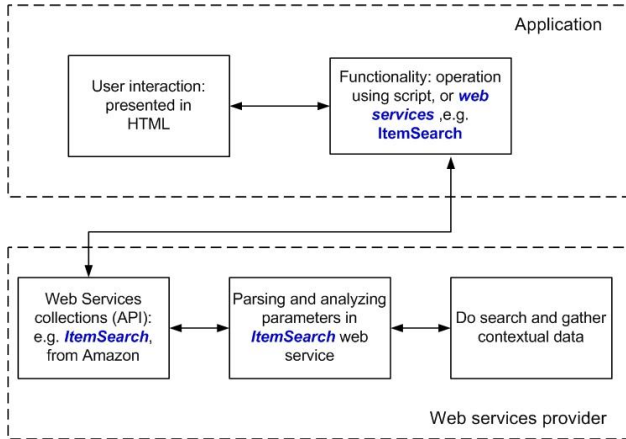 Application
User interaction:
presented in
HTML
Functionality: operation
using script, or web
services ,e.g.
ItemSearch
Web Services
collections (API):
e.g. ItemSearch,
from Amazon
Parsing and analyzing
parameters in
ItemSearch web
service
Do search and gather
contextual data
Web services provider